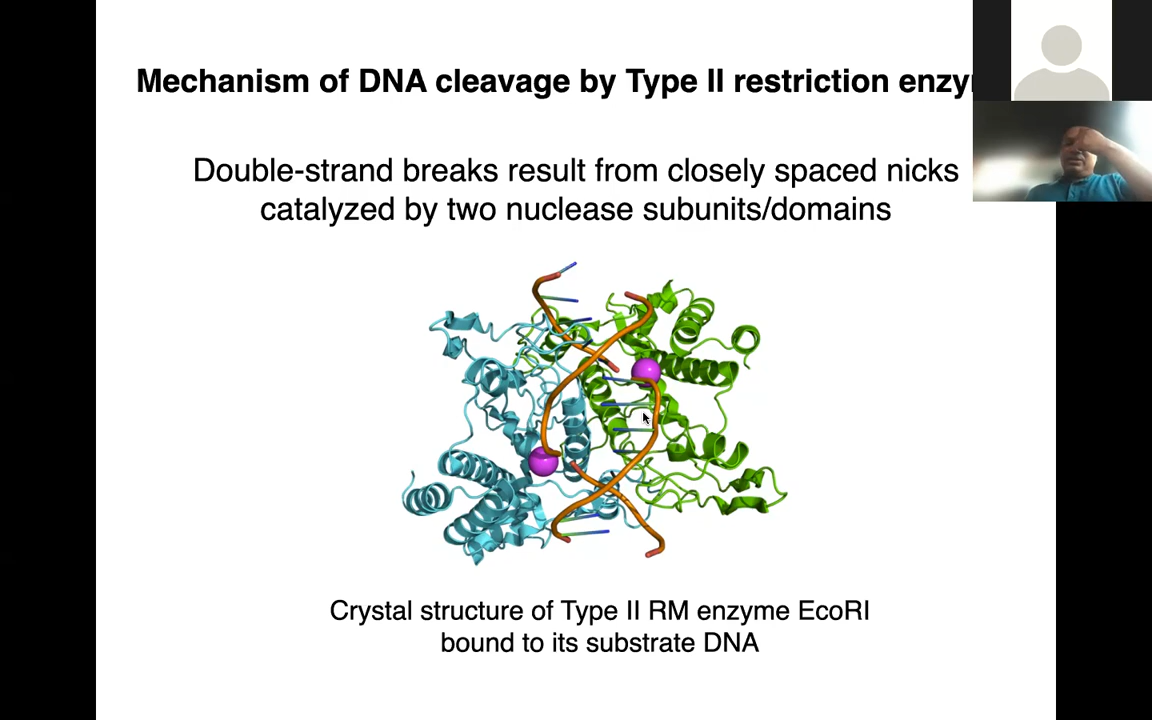 Mechanism of DNA cleavage by Type II restriction enzy
Double-strand breaks result from closely spaced nicks
catalyzed by two nuclease subunits/domains
Crystal structure of Type II RM enzyme EcoRI
bound to its substrate DNA